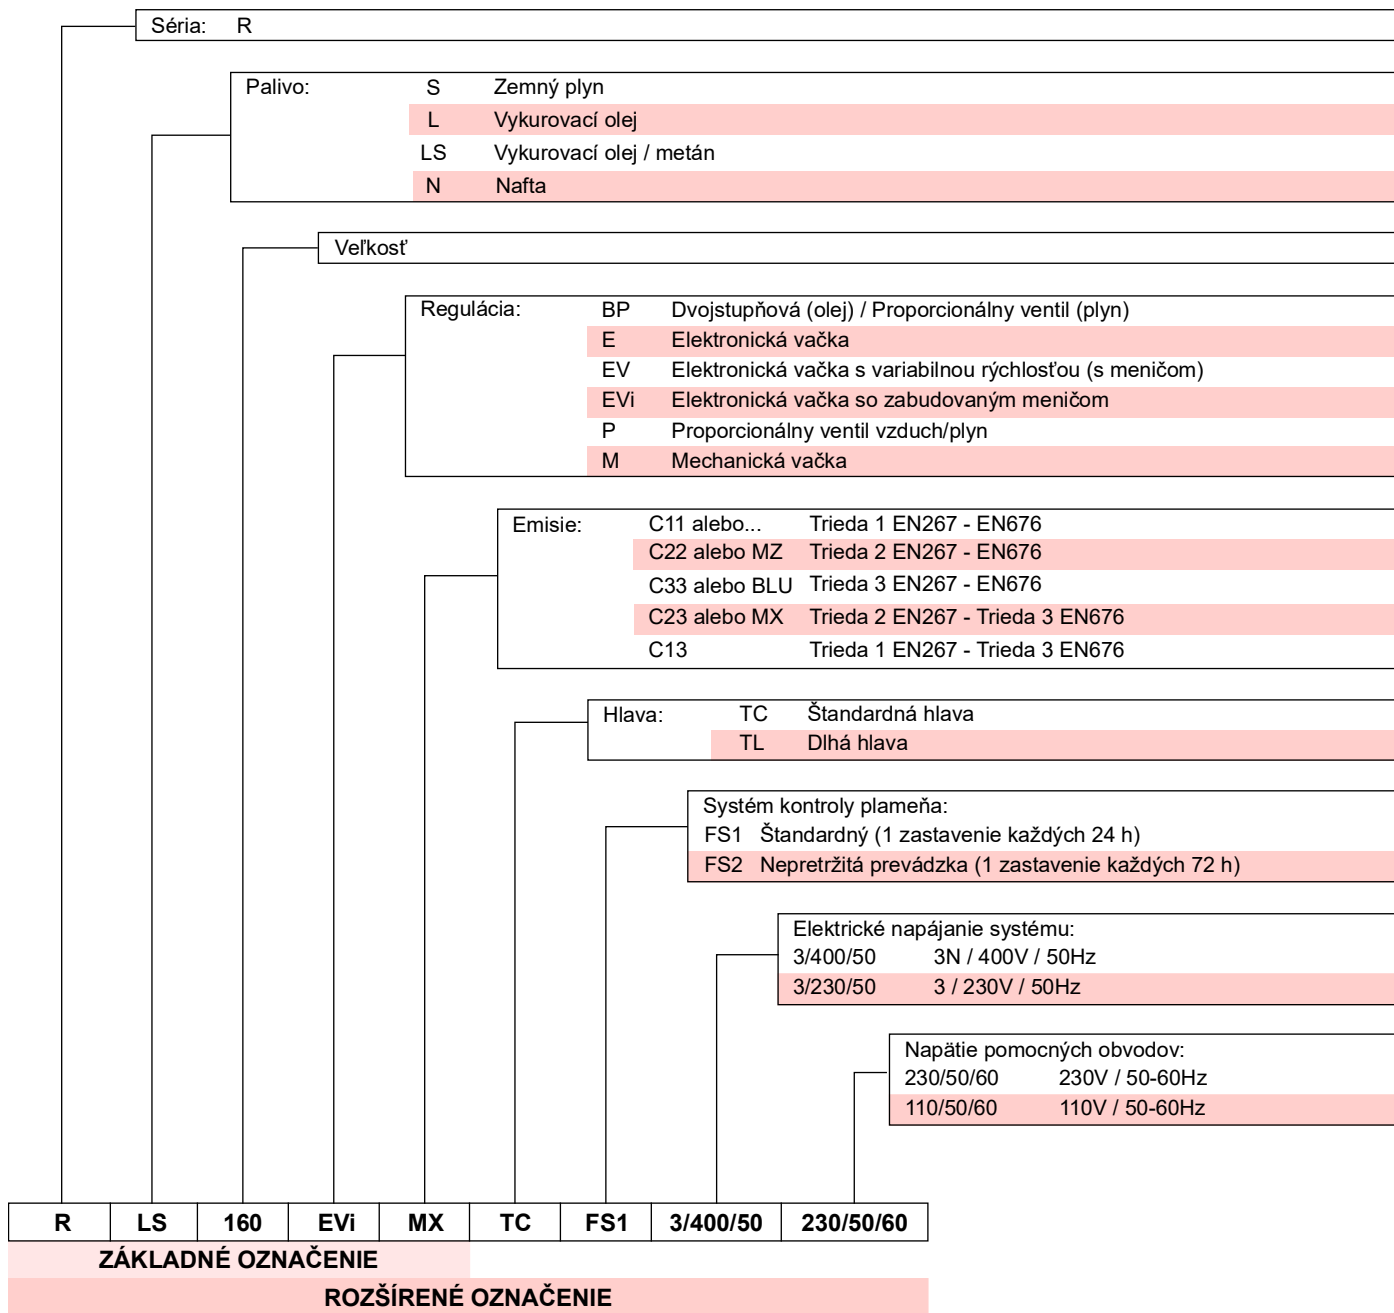 Séria: R
Palivo: S Zemný plyn
L Vykurovací olej
LS Vykurovací olej / metán
N Nafta
Veľkosť
Regulácia: BP Dvojstupňová (olej) / Proporcionálny ventil (plyn)
E Elektronická vačka
EV Elektronická vačka s variabilnou rýchlosťou (s meničom)
EVi Elektronická vačka so zabudovaným meničom
P Proporcionálny ventil vzduch/plyn
M Mechanická vačka
Emisie: C11 alebo... Trieda 1 EN267 - EN676
C22 alebo MZ Trieda 2 EN267 - EN676
C33 alebo BLU Trieda 3 EN267 - EN676
C23 alebo MX Trieda 2 EN267 - Trieda 3 EN676
C13 Trieda 1 EN267 - Trieda 3 EN676
Hlava: TC Štandardná hlava
TL Dlhá hlava
Systém kontroly plameňa:
FS1 Štandardný (1 zastavenie každých 24 h)
FS2 Nepretržitá prevádzka (1 zastavenie každých 72 h)
Elektrické napájanie systému:
3/400/50 3N / 400V / 50Hz
3/230/50 3 / 230V / 50Hz
Napätie pomocných obvodov:
230/50/60 230V / 50-60Hz
110/50/60 110V / 50-60Hz
R LS 160 EVi MX TC FS1 3/400/50 230/50/60
ZÁKLADNÉ OZNAČENIE
ROZŠÍRENÉ OZNAČENIE